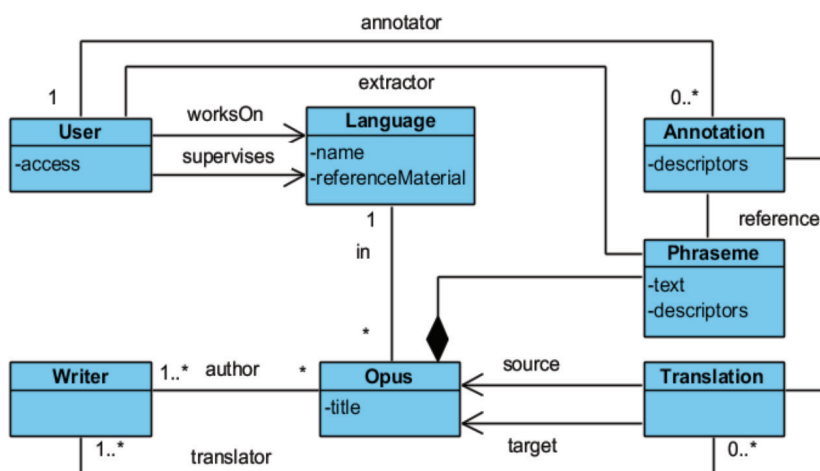 annotator
extractor
1
0..*
worksOn
supervises
User
-access
Language
-name
-referenceMaterial
Annotation
-descriptors
1
in
*
reference
Phraseme
-text
-descriptors
Writer
1..*
author
*
Opus
-title
source
target
Translation
1..*
translator
0..*